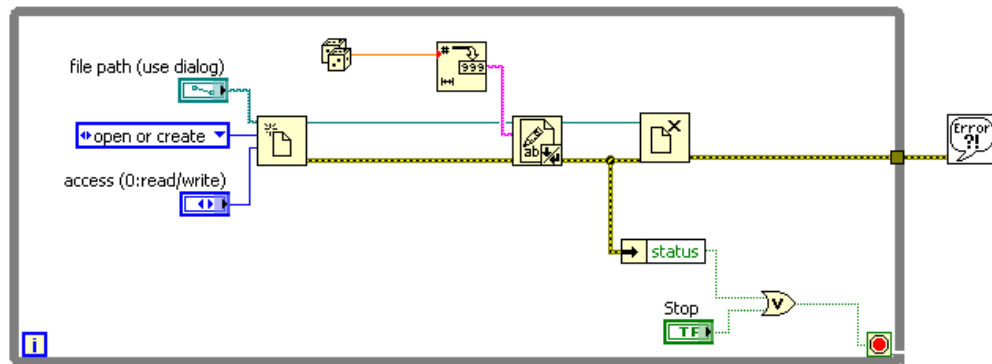 file path (use dialog)
#
999
open or create
ab
access (0:read/write)
Error
?!
status
Stop
V
TF
i